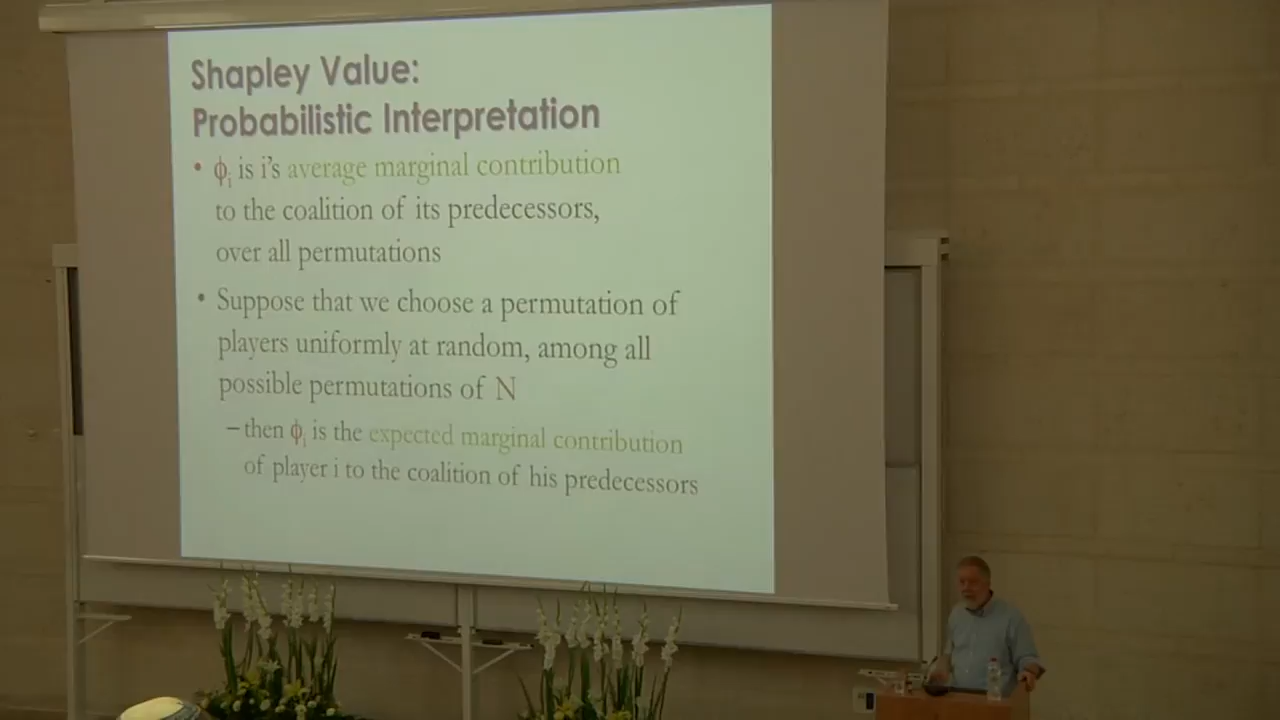 Shapley Value:
Probabilistic Interpretation
• ϕi is i's average marginal contribution
to the coalition of its predecessors,
over all permutations
• Suppose that we choose a permutation of
players uniformly at random, among all
possible permutations of N
– then ϕi is the expected marginal contribution
of player i to the coalition of his predecessors